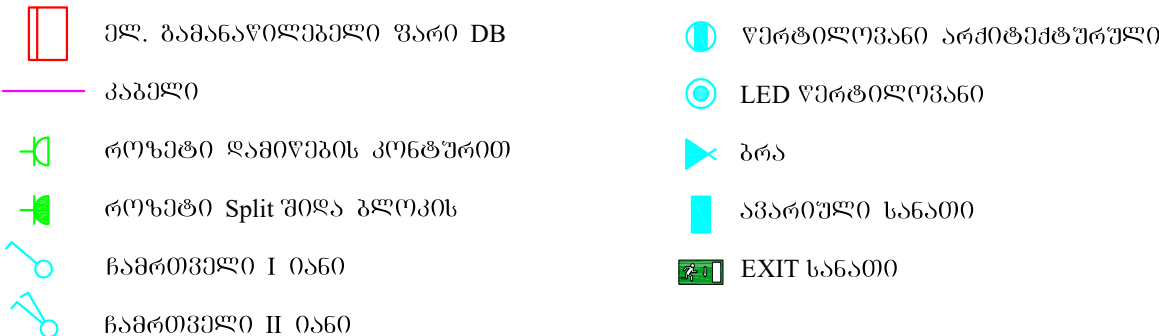 ელ. გამანაწილებელი ფარი DB
კაბელი
როზეტი დამიწების კონტურით
როზეტი Split შიდა ბლოკის
ჩამრთველი I იანი
ჩამრთველი II იანი
წერტილოვანი არქიტექტურული
LED წერტილოვანი
ბრა
ავარიული სანათი
EXIT სანათი